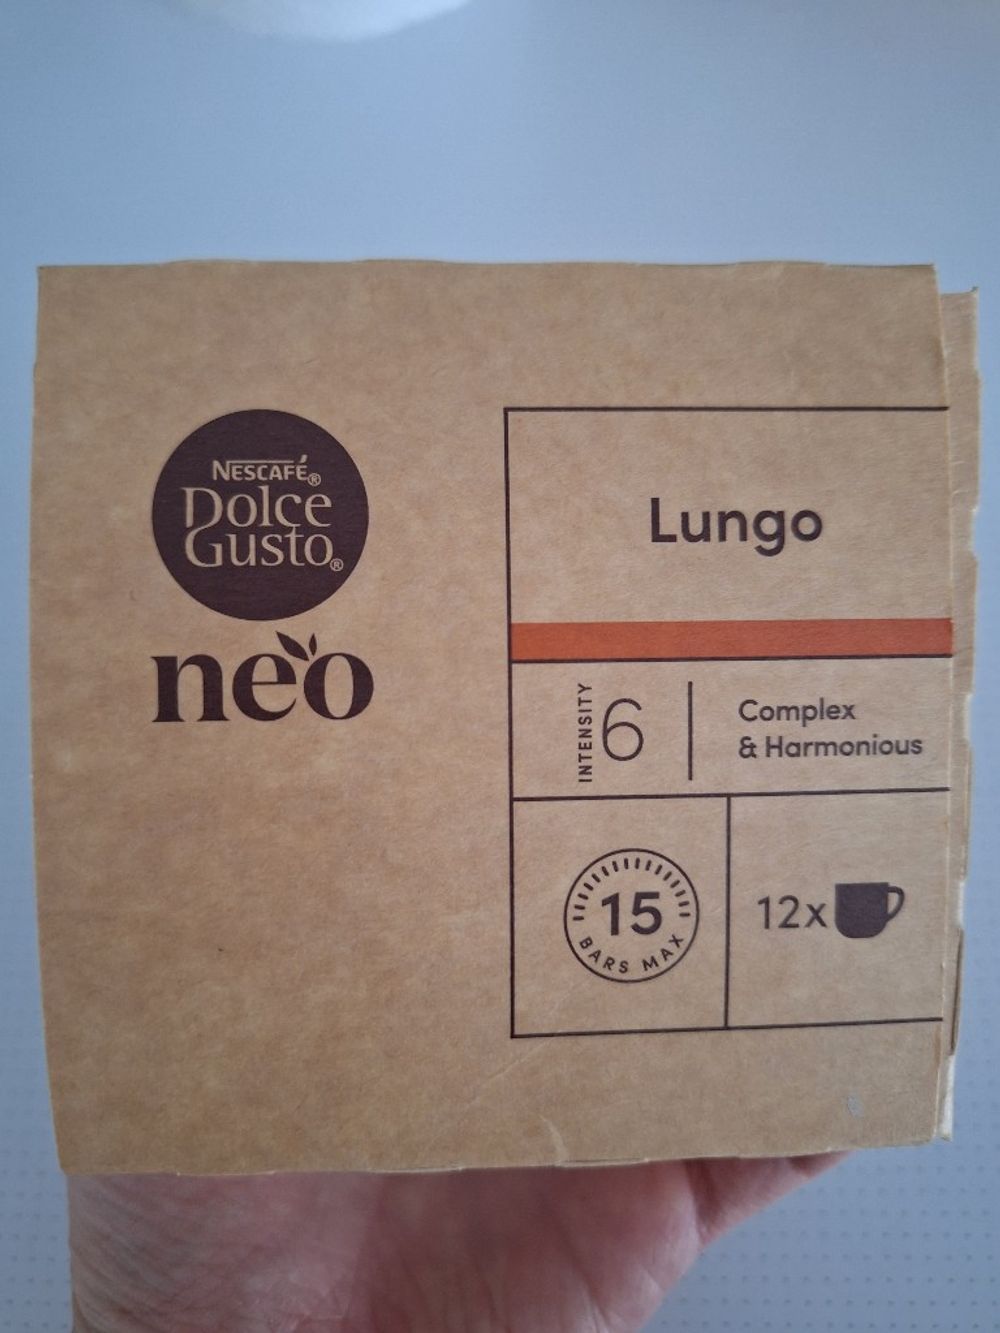 NESCAFÉ®
Dolce
Gusto®
neo
Lungo
INTENSITY
6
Complex
& Harmonious
15
BARS MAX
12x